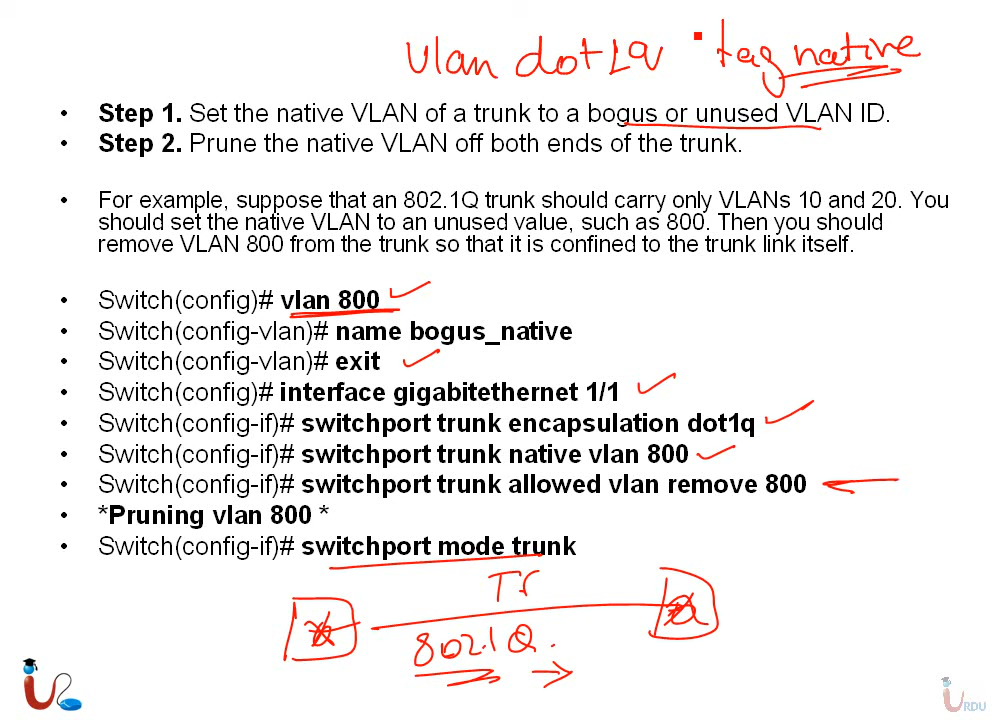 vlan dot1q tag native
• Step 1. Set the native VLAN of a trunk to a bogus or unused VLAN ID.
• Step 2. Prune the native VLAN off both ends of the trunk.
• For example, suppose that an 802.1Q trunk should carry only VLANs 10 and 20. You
should set the native VLAN to an unused value, such as 800. Then you should
remove VLAN 800 from the trunk so that it is confined to the trunk link itself.
• Switch(config)# vlan 800
• Switch(config-vlan)# name bogus_native
• Switch(config-vlan)# exit
• Switch(config)# interface gigabitethernet 1/1
• Switch(config-if)# switchport trunk encapsulation dot1q
• Switch(config-if)# switchport trunk native vlan 800
• Switch(config-if)# switchport trunk allowed vlan remove 800
• *Pruning vlan 800 *
• Switch(config-if)# switchport mode trunk
802.1Q.
URDU